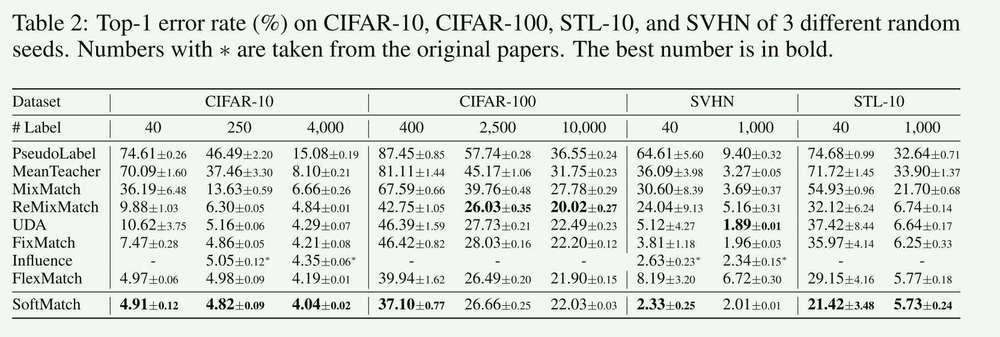 Table 2: Top-1 error rate (%) on CIFAR-10, CIFAR-100, STL-10, and SVHN of 3 different random
seeds. Numbers with ∗ are taken from the original papers. The best number is in bold.
Dataset CIFAR-10 CIFAR-100 SVHN STL-10
# Label 40 250 4,000 400 2,500 10,000 40 1,000 40 1,000
PseudoLabel 74.61±0.26 46.49±2.20 15.08±0.19 87.45±0.85 57.74±0.28 36.55±0.24 64.61±5.60 9.40±0.32 74.68±0.99 32.64±0.71
MeanTeacher 70.09±1.60 37.46±3.30 8.10±0.21 81.11±1.44 45.17±1.06 31.75±0.23 36.09±3.98 3.27±0.05 71.72±1.45 33.90±1.37
MixMatch 36.19±6.48 13.63±0.59 6.66±0.26 67.59±0.66 39.76±0.48 27.78±0.29 30.60±8.39 3.69±0.37 54.93±0.96 21.70±0.68
ReMixMatch 9.88±1.03 6.30±0.05 4.84±0.01 42.75±1.05 26.03±0.35 20.02±0.27 24.04±9.13 5.16±0.31 32.12±6.24 6.74±0.14
UDA 10.62±3.75 5.16±0.06 4.29±0.07 46.39±1.59 27.73±0.21 22.49±0.23 5.12±4.27 1.89±0.01 37.42±8.44 6.64±0.17
FixMatch 7.47±0.28 4.86±0.05 4.21±0.08 46.42±0.82 28.03±0.16 22.20±0.12 3.81±1.18 1.96±0.03 35.97±4.14 6.25±0.33
Influence - 5.05±0.12* 4.35±0.06* - - - 2.63±0.23* 2.34±0.15* - -
FlexMatch 4.97±0.06 4.98±0.09 4.19±0.01 39.94±1.62 26.49±0.20 21.90±0.15 8.19±3.20 6.72±0.30 29.15±4.16 5.77±0.18
SoftMatch 4.91±0.12 4.82±0.09 4.04±0.02 37.10±0.77 26.66±0.25 22.03±0.03 2.33±0.25 2.01±0.01 21.42±3.48 5.73±0.24